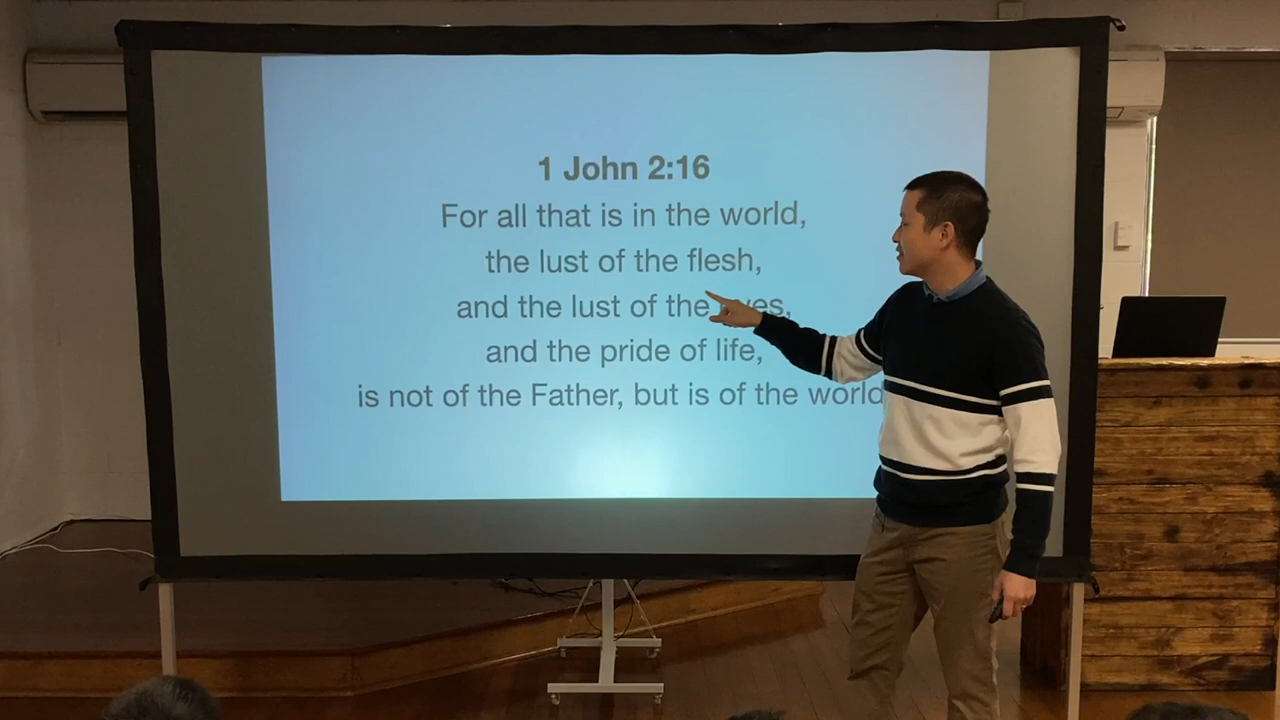 1 John 2:16
For all that is in the world,
the lust of the flesh,
and the lust of the eyes,
and the pride of life,
is not of the Father, but is of the world